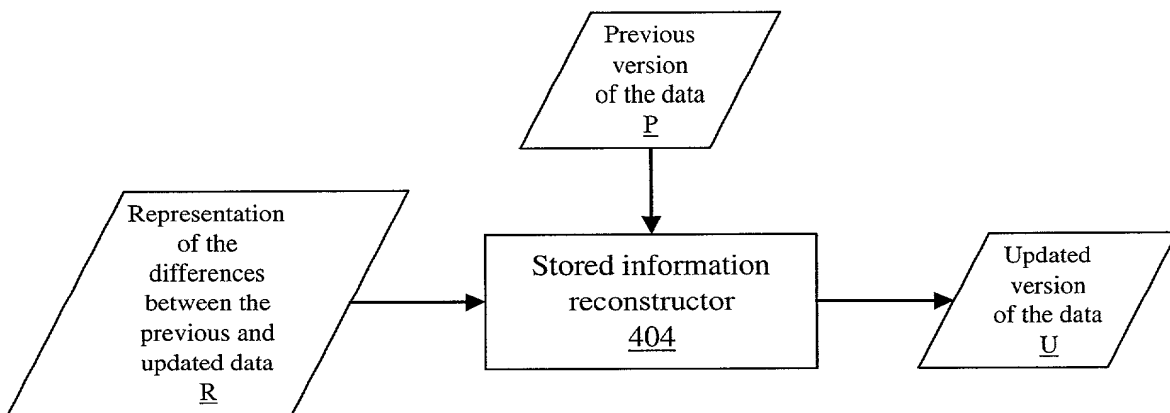 Previous
version
of the data
P
Representation
of the
differences
between the
previous and
updated data
R
Stored information
reconstructor
404
Updated
version
of the data
U